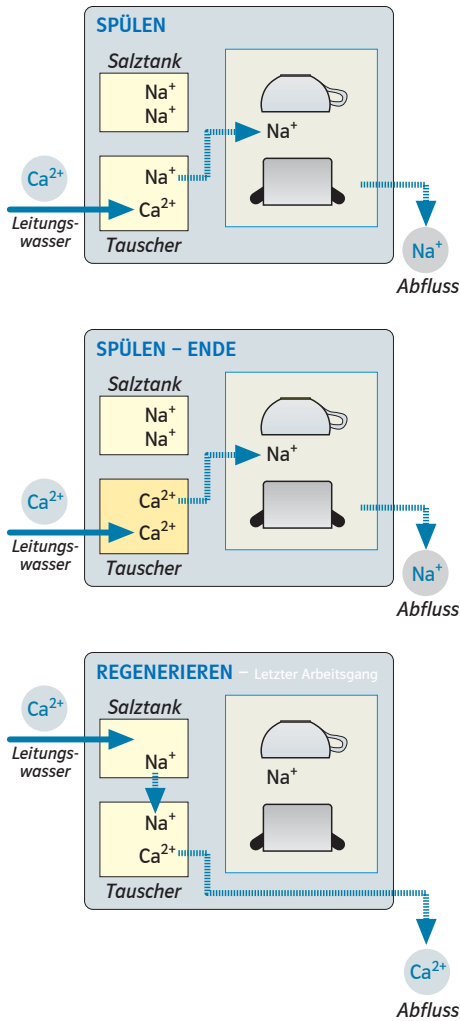 SPÜLEN
Salztank
Na⁺
Na⁺
Na⁺
Ca²⁺
Na⁺
Ca²⁺
Leitungs-
wasser
Tauscher
Na⁺
Abfluss
SPÜLEN – ENDE
Salztank
Na⁺
Na⁺
Na⁺
Ca²⁺
Ca²⁺
Ca²⁺
Leitungs-
wasser
Tauscher
Na⁺
Abfluss
REGENERIEREN – Letzter Arbeitsgang
Salztank
Ca²⁺
Leitungs-
wasser
Na⁺
Na⁺
Na⁺
Ca²⁺
Tauscher
Ca²⁺
Abfluss